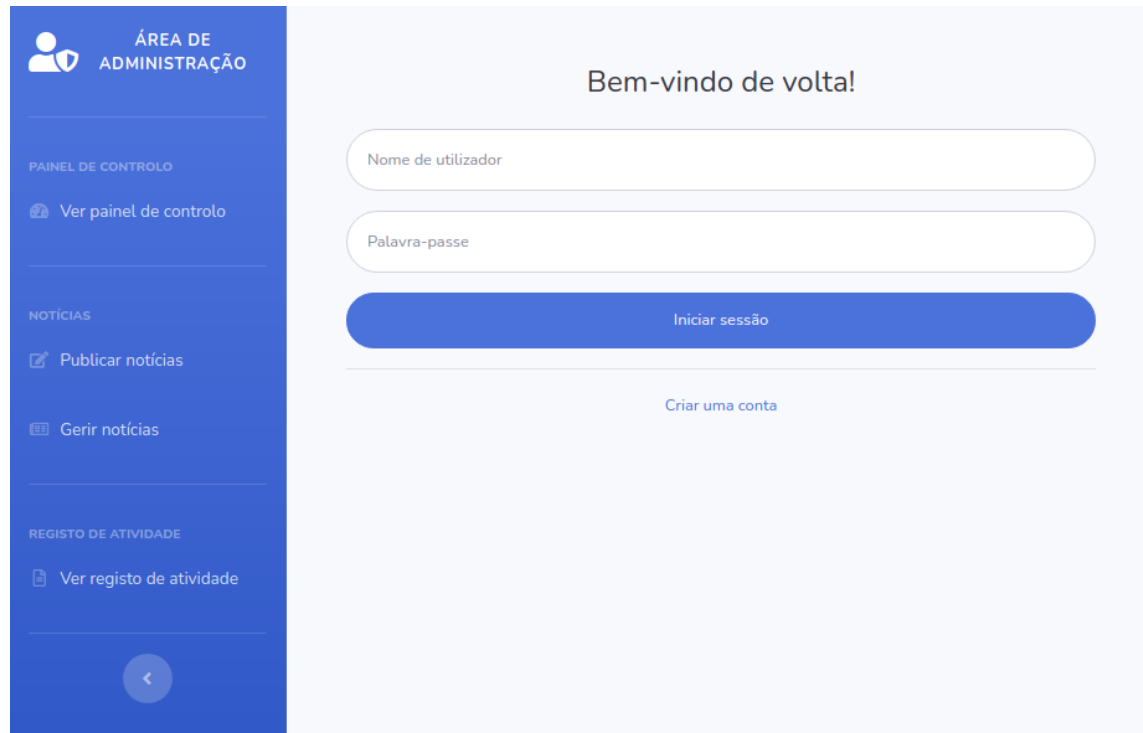 ÁREA DE
ADMINISTRAÇÃO
PAINEL DE CONTROLO
Ver painel de controlo
NOTÍCIAS
Publicar notícias
Gerir notícias
REGISTO DE ATIVIDADE
Ver registo de atividade
Bem-vindo de volta!
Nome de utilizador
Palavra-passe
Iniciar sessão
Criar uma conta